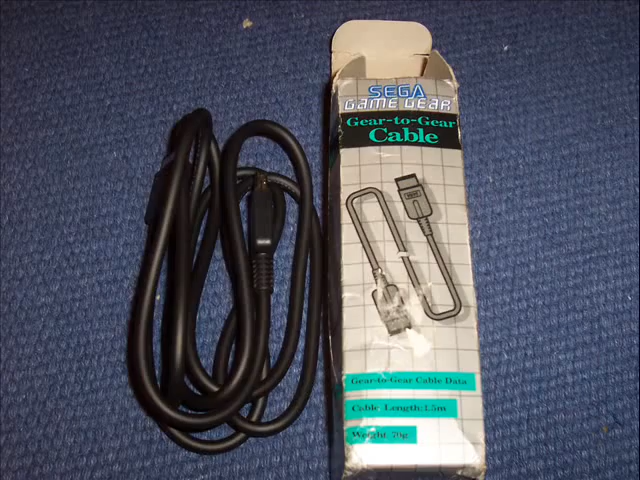 SEGA
GAME GEAR
Gear-to-Gear
Cable
Gear-to-Gear Cable Data
Cable Length:1.5m
Weight 70g